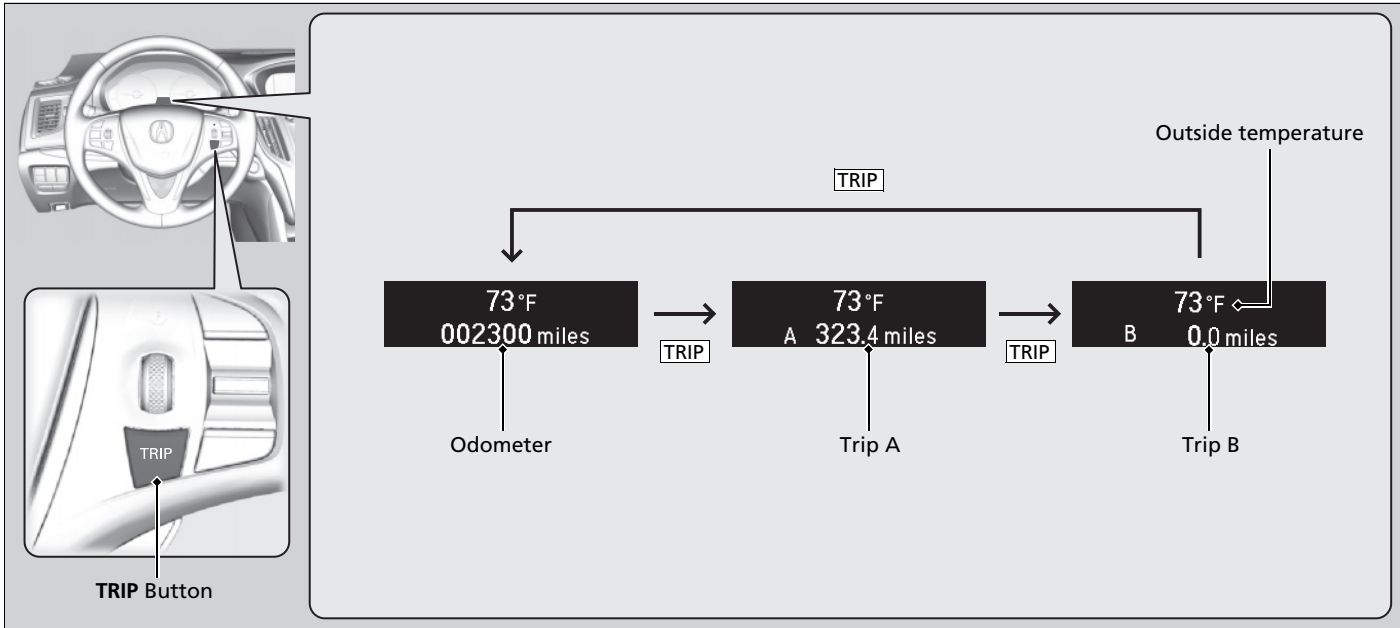 Outside temperature
TRIP
73°F
002300 miles
TRIP
73°F
A 323.4 miles
TRIP
73°F
B 0.0 miles
Odometer
Trip A
Trip B
TRIP
TRIP Button